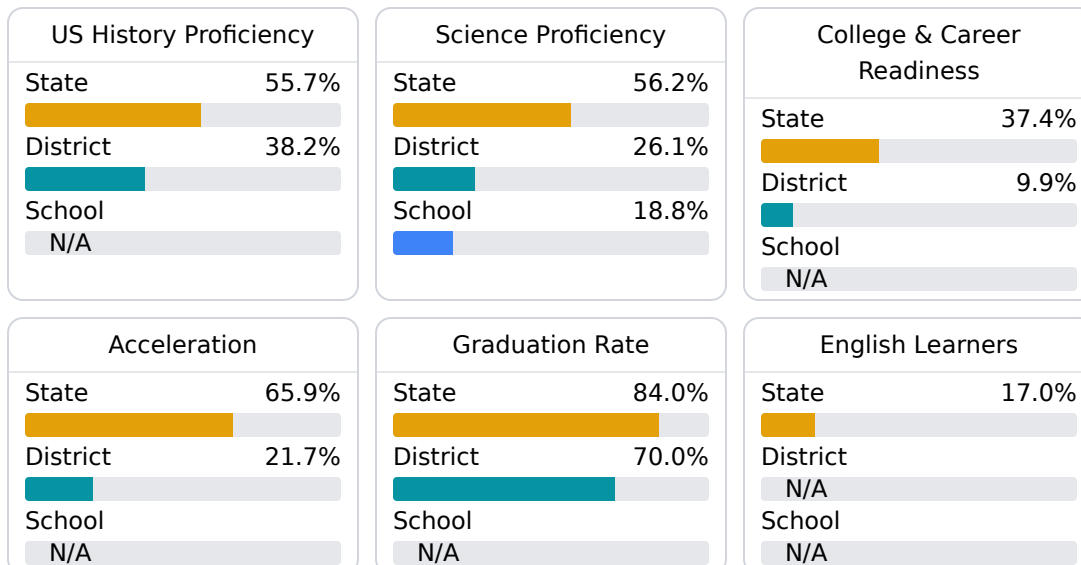 US History Proficiency
State 55.7%
District 38.2%
School
N/A
Science Proficiency
State 56.2%
District 26.1%
School 18.8%
College & Career
Readiness
State 37.4%
District 9.9%
School
N/A
Acceleration
State 65.9%
District 21.7%
School
N/A
Graduation Rate
State 84.0%
District 70.0%
School
N/A
English Learners
State 17.0%
District
N/A
School
N/A